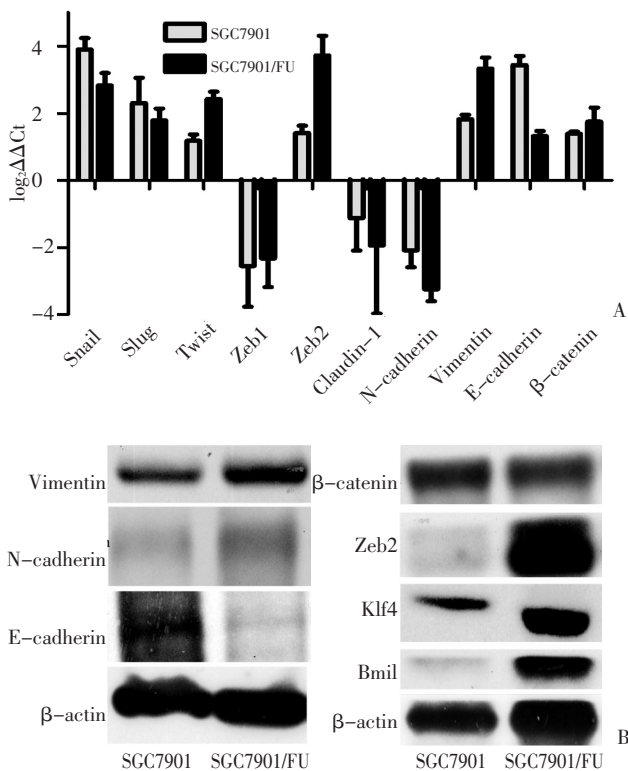 SGC7901
SGC7901/FU
log₂ΔΔCt
4
2
0
−2
−4
Snail
Slug
Twist
Zeb1
Zeb2
Claudin−1
N−cadherin
Vimentin
E−cadherin
β−catenin
A
Vimentin
N−cadherin
E−cadherin
β−actin
SGC7901 SGC7901/FU
β−catenin
Zeb2
Klf4
Bmil
β−actin
SGC7901 SGC7901/FU
B